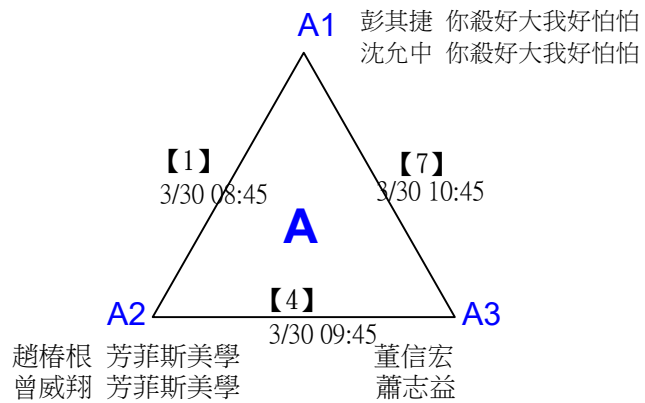 A1
彭其捷 你殺好大我好怕怕
沈允中 你殺好大我好怕怕
【1】
3/30 08:45
【7】
3/30 10:45
A
A2
【4】
3/30 09:45
A3
趙椿根 芳菲斯美學
曾威翔 芳菲斯美學
董信宏
蕭志益